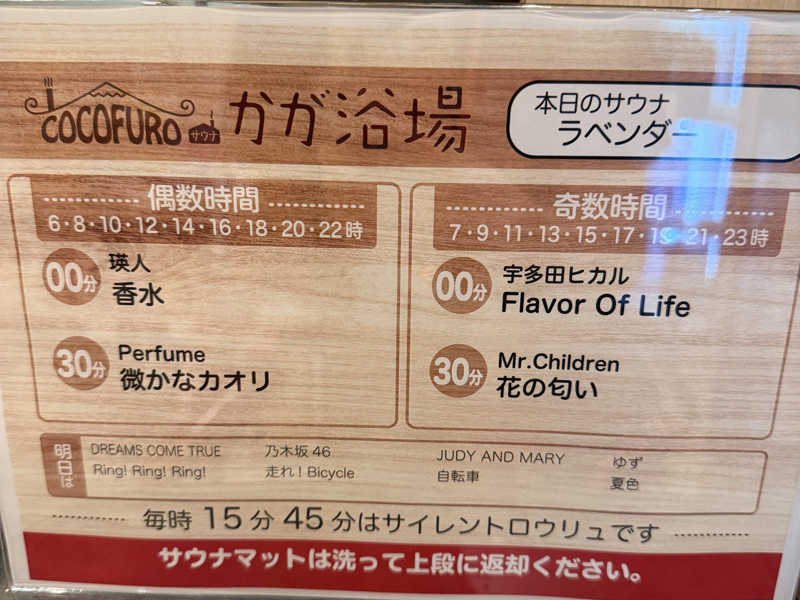 COCOFURO サウナ かが浴場
本日のサウナ
ラベンダー
偶数時間
6・8・10・12・14・16・18・20・22時
00分
瑛人
香水
30分
Perfume
微かなカオリ
奇数時間
7・9・11・13・15・17・19・21・23時
00分
宇多田ヒカル
Flavor Of Life
30分
Mr.Children
花の匂い
明日は
DREAMS COME TRUE
Ring! Ring! Ring!
乃木坂46
走れ!Bicycle
JUDY AND MARY
自転車
ゆず
夏色
毎時 15分 45分はサイレントロウリュです
サウナマットは洗って上段に返却ください。